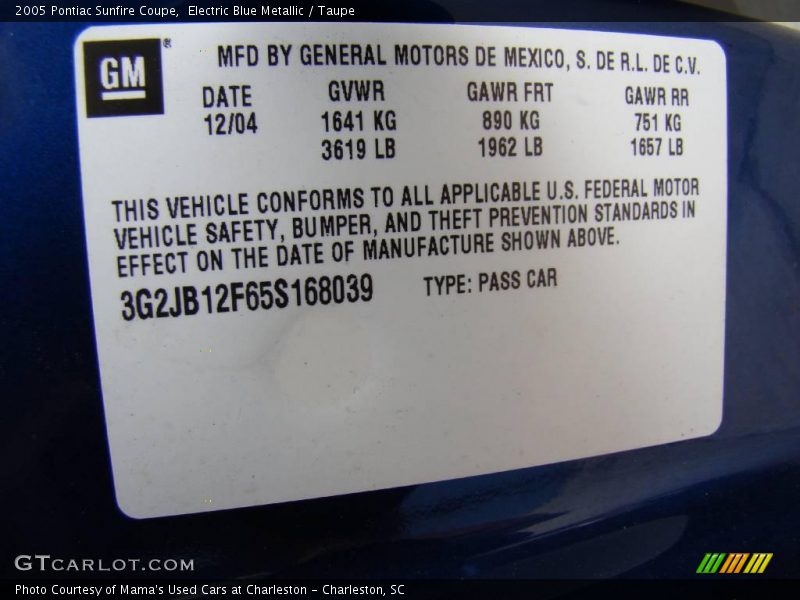 2005 Pontiac Sunfire Coupe, Electric Blue Metallic / Taupe
GM®
MFD BY GENERAL MOTORS DE MEXICO, S. DE R.L. DE C.V.
DATE GVWR GAWR FRT GAWR RR
12/04 1641 KG 890 KG 751 KG
3619 LB 1962 LB 1657 LB
THIS VEHICLE CONFORMS TO ALL APPLICABLE U.S. FEDERAL MOTOR
VEHICLE SAFETY, BUMPER, AND THEFT PREVENTION STANDARDS IN
EFFECT ON THE DATE OF MANUFACTURE SHOWN ABOVE.
3G2JB12F65S168039 TYPE: PASS CAR
GTCARLOT.COM
Photo Courtesy of Mama's Used Cars at Charleston - Charleston, SC